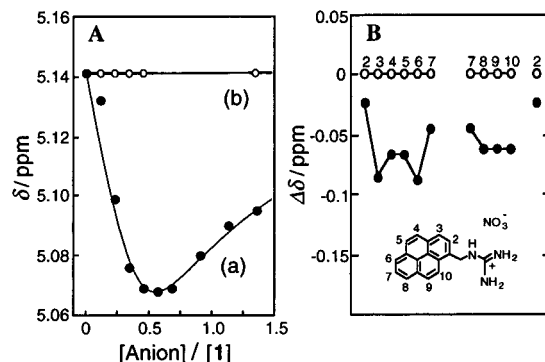 A
δ/ppm
5.16
5.14
5.12
5.10
5.08
5.06
(b)
(a)
0
0.5
1.0
1.5
[Anion] / [1]
B
Δδ/ppm
0.05
0
-0.05
-0.1
-0.15
2 3 4 5 6 7
7 8 9 10
2
NO3-
4
3
5
2
H
N
NH2
+
NH2
6
7
10
8
9